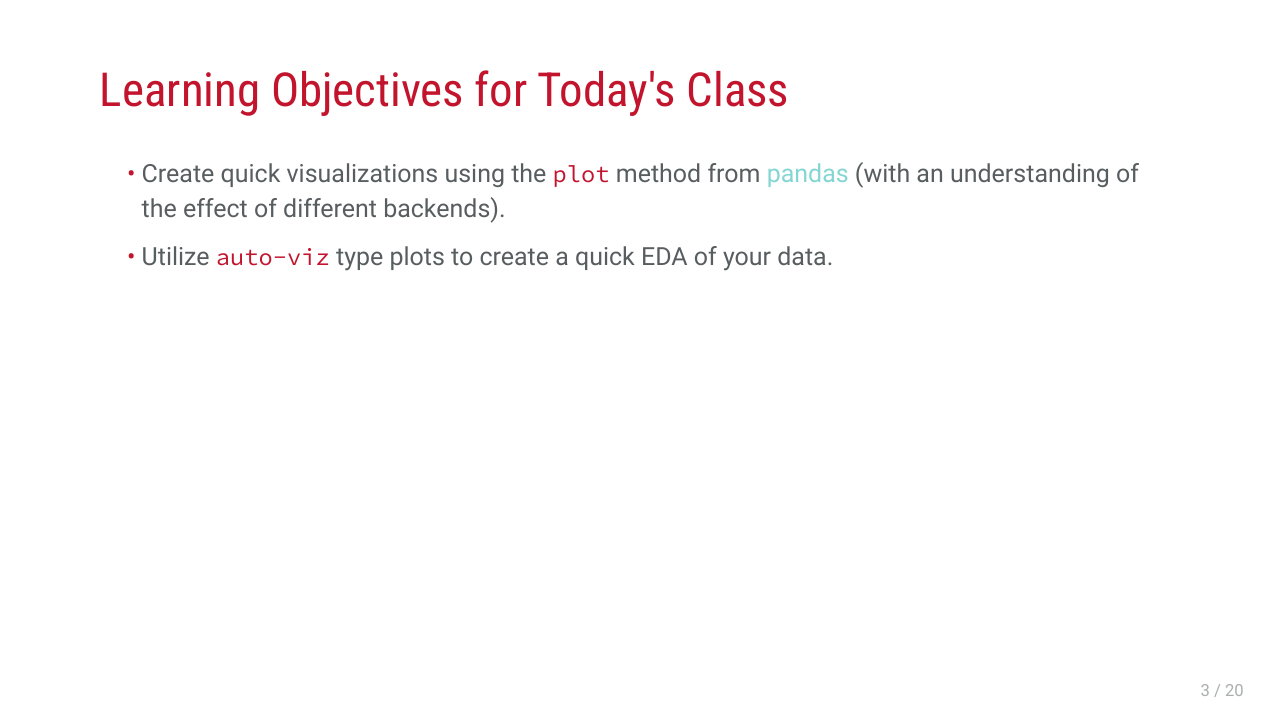 Learning Objectives for Today's Class
• Create quick visualizations using the plot method from pandas (with an understanding of
the effect of different backends).
• Utilize auto-viz type plots to create a quick EDA of your data.
3 / 20